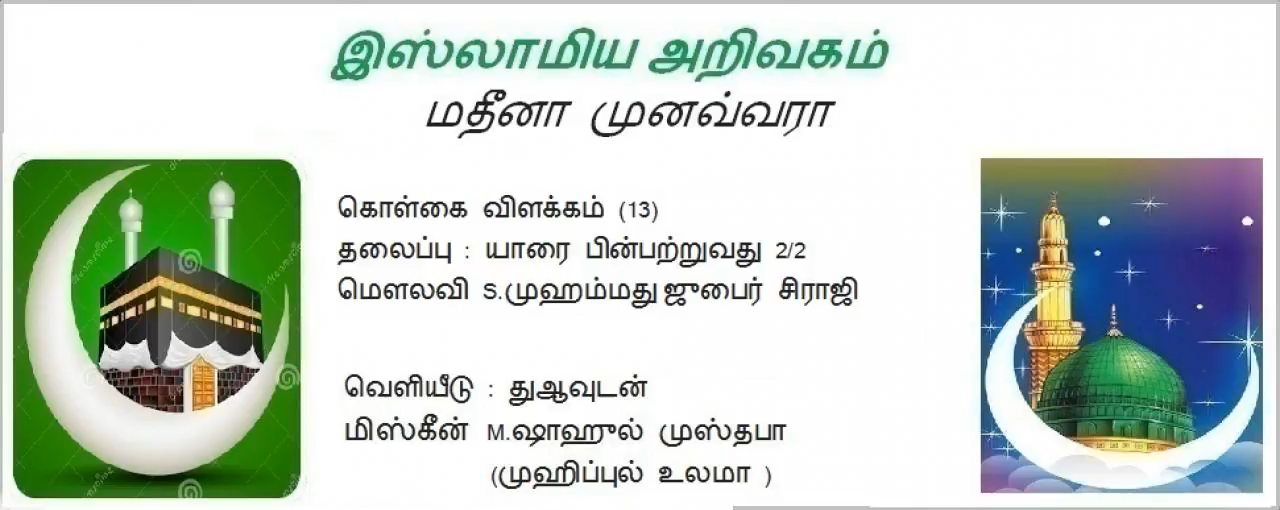 இஸ்லாமிய அறிவகம்
மதீனா முனவ்வரா
கொள்கை விளக்கம் (13)
தலைப்பு : யாரை பின்பற்றுவது 2/2
மௌலவி S.முஹம்மது ஜுபைர் சிராஜி
வெளியீடு : துஆவுடன்
மிஸ்கீன் M.ஷாஹுல் முஸ்தபா
(முஹிப்புல் உலமா )